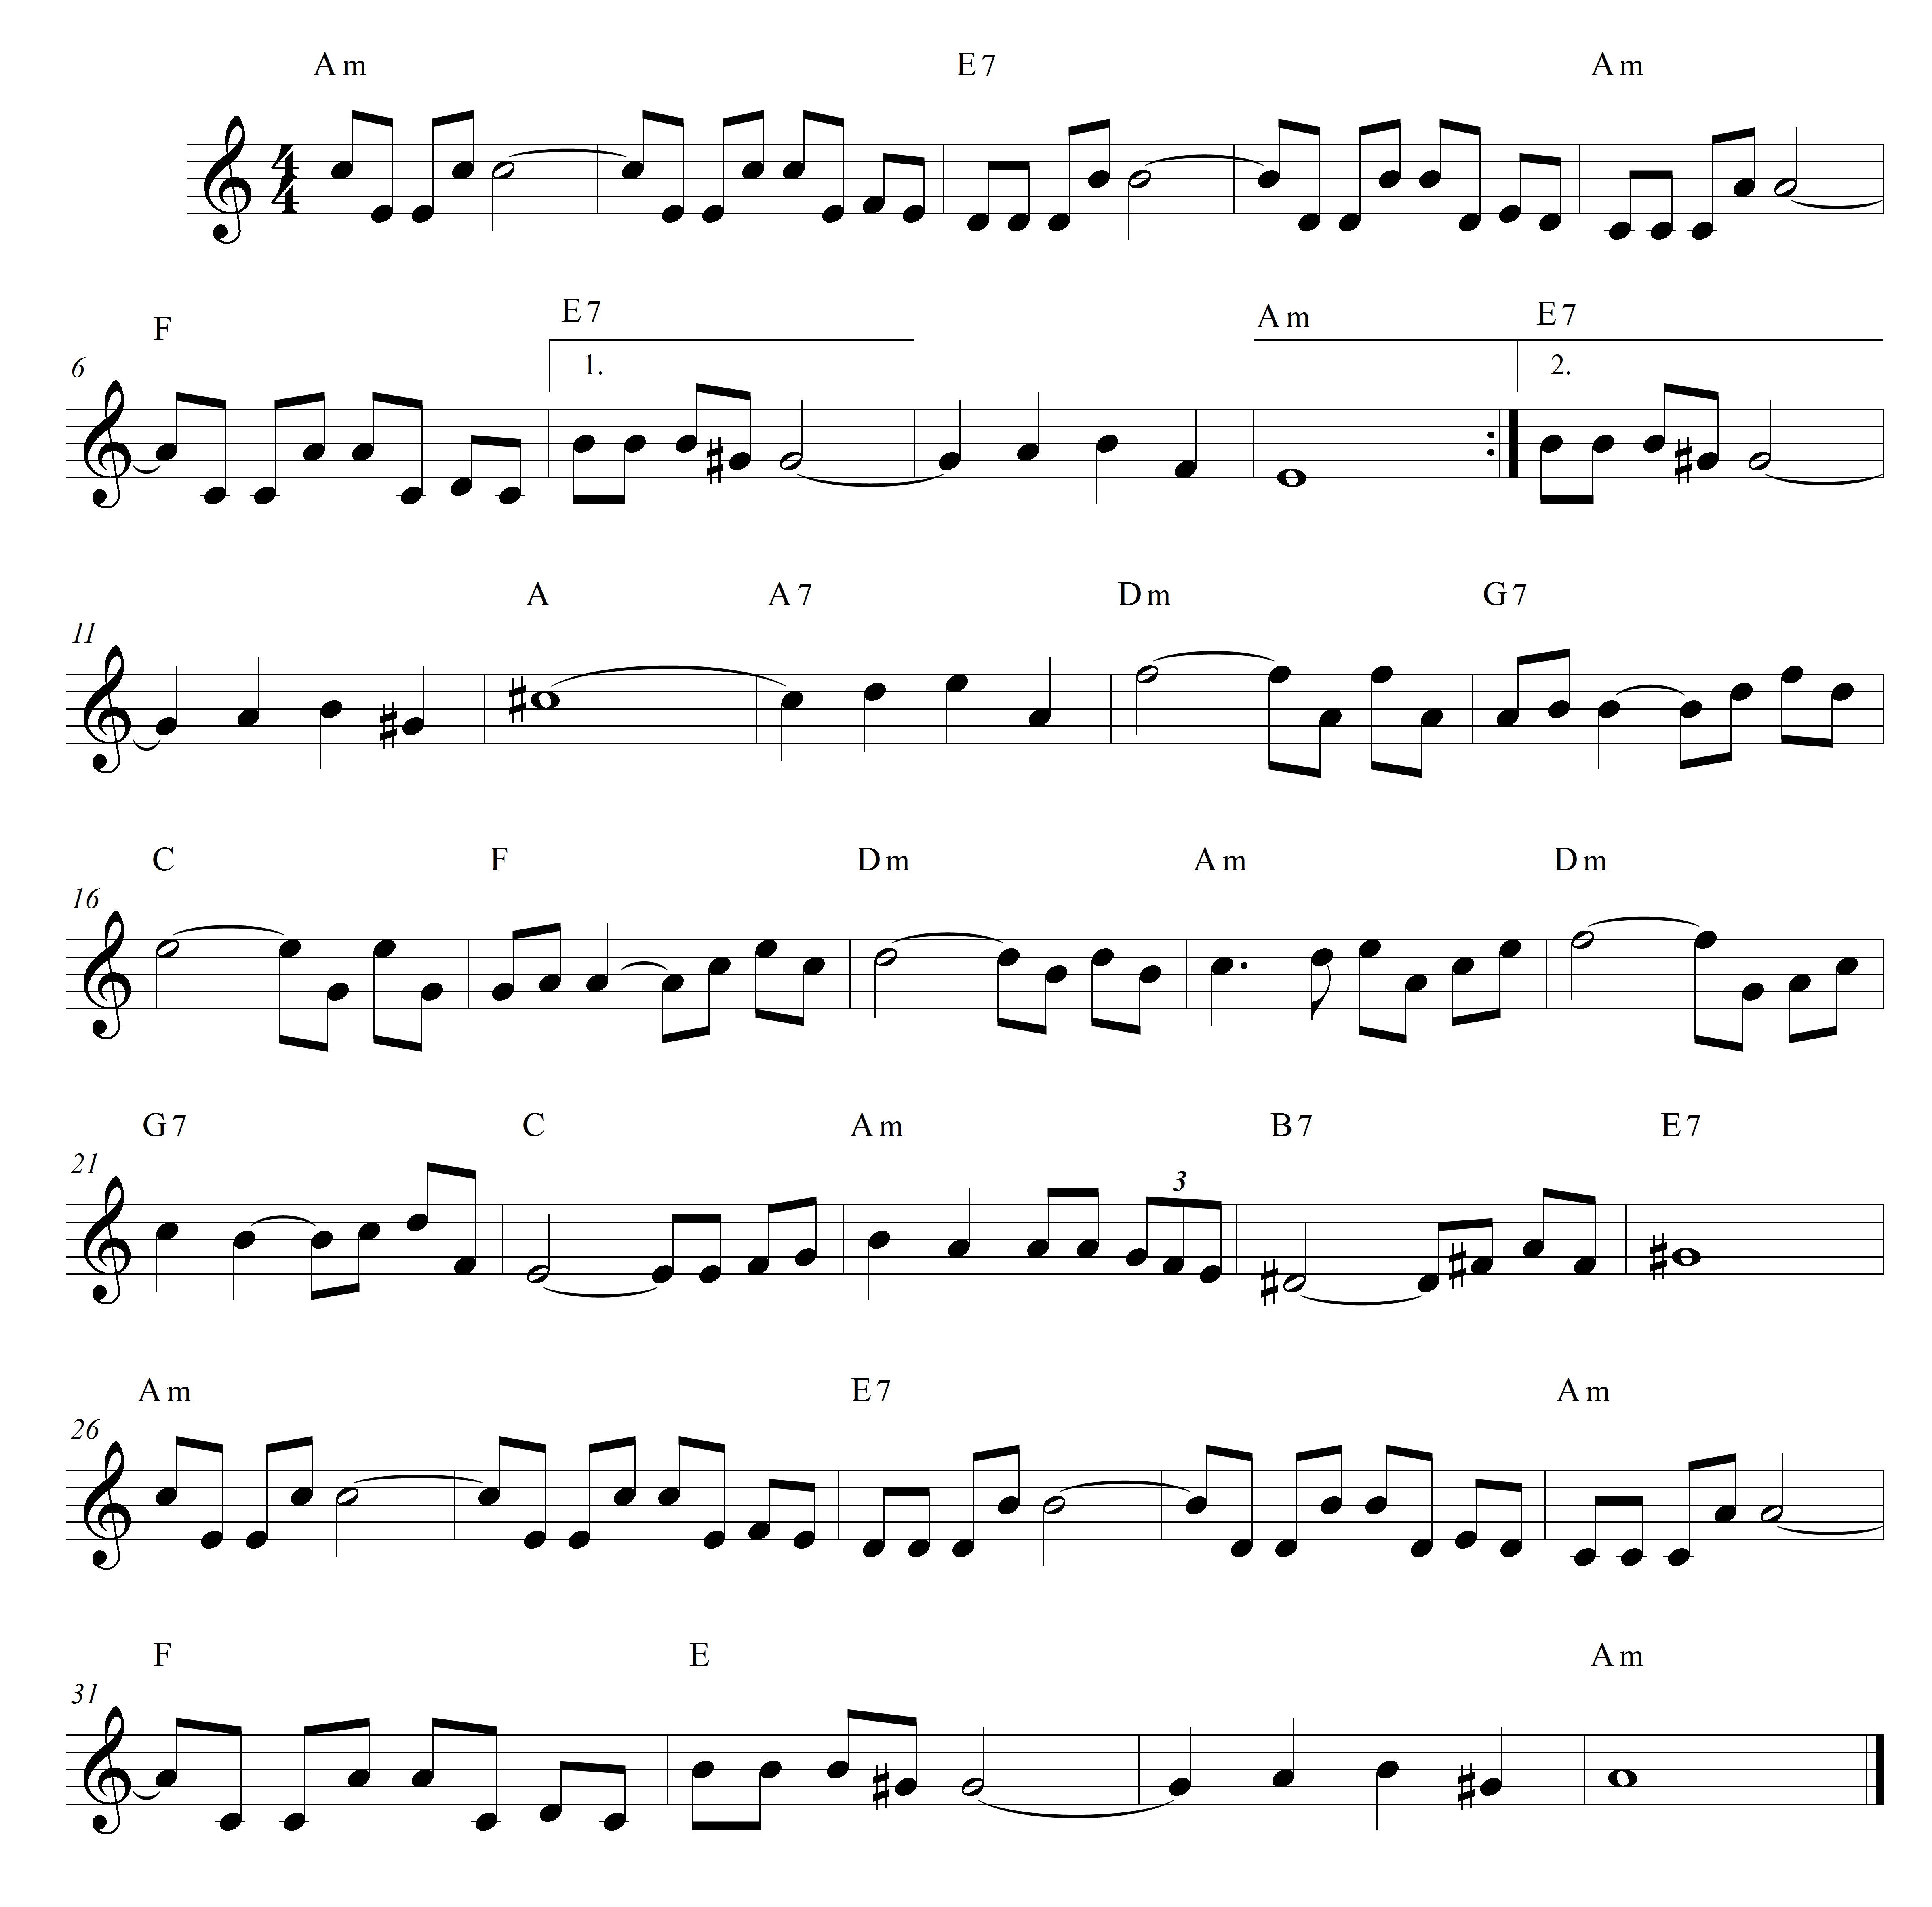 Am E7 Am
4
4
F E7 Am E7
6 1. 2.
A A7 Dm G7
11
C F Dm Am Dm
16
G7 C Am B7 E7
21 3
Am E7 Am
26
F E Am
31